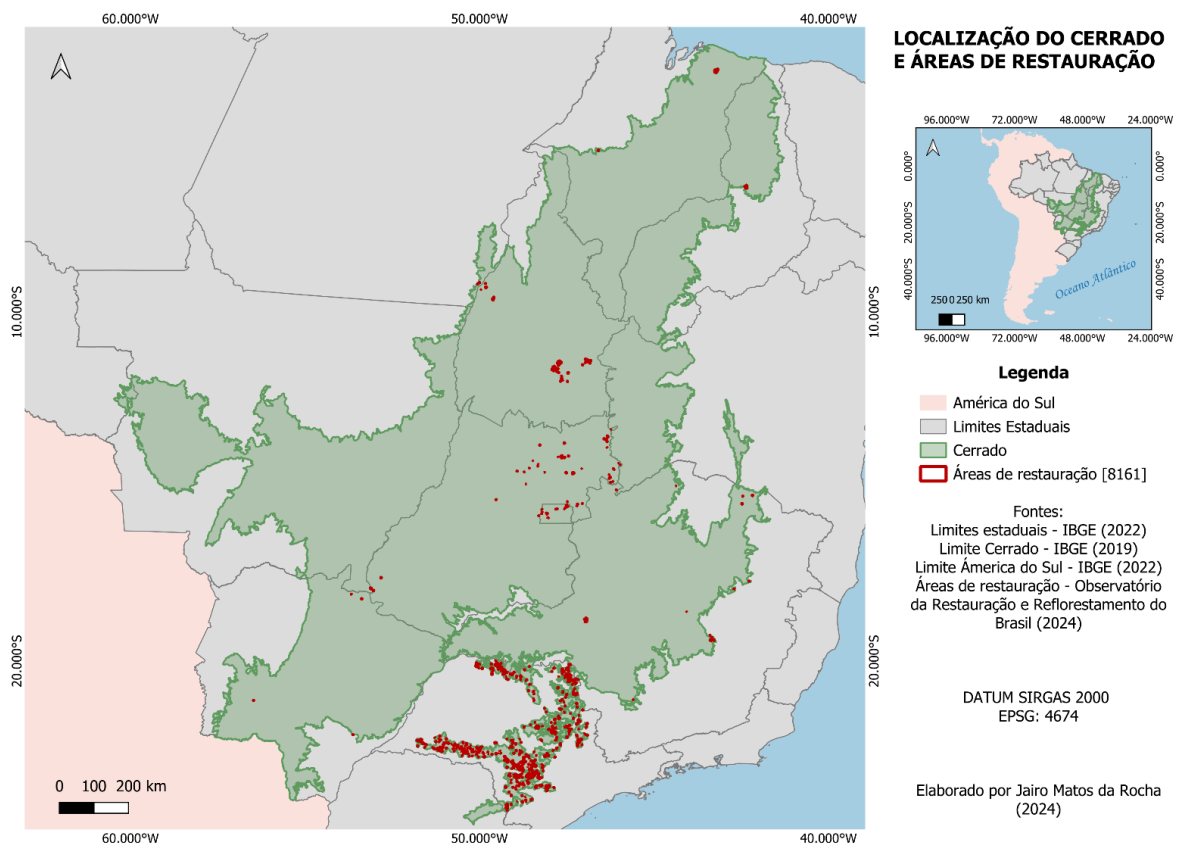 60.000°W 50.000°W 40.000°W
LOCALIZAÇÃO DO CERRADO
E ÁREAS DE RESTAURAÇÃO
96.000°W 72.000°W 48.000°W 24.000°W
0.000° 0.000°
20.000°S 20.000°S
40.000°S 40.000°S
Oceano Atlântico
250 0 250 km
96.000°W 72.000°W 48.000°W 24.000°W
10.000°S 10.000°S
Legenda
América do Sul
Limites Estaduais
Cerrado
Áreas de restauração [8161]
Fontes:
Limites estaduais - IBGE (2022)
Limite Cerrado - IBGE (2019)
Limite Ámerica do Sul - IBGE (2022)
Áreas de restauração - Observatório
da Restauração e Reflorestamento do
Brasil (2024)
20.000°S 20.000°S
DATUM SIRGAS 2000
EPSG: 4674
0 100 200 km
Elaborado por Jairo Matos da Rocha
(2024)
60.000°W 50.000°W 40.000°W